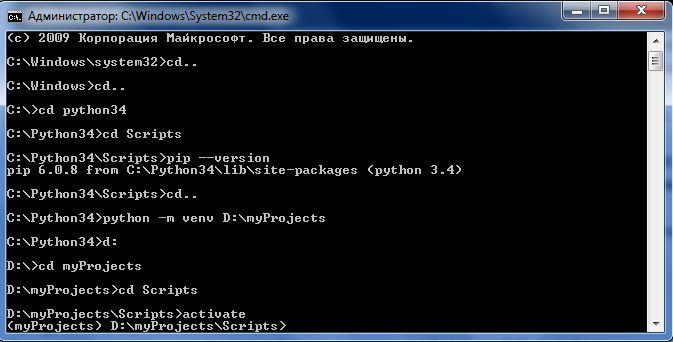 Администратор: C:\Windows\System32\cmd.exe
(c) 2009 Корпорация Майкрософт. Все права защищены.
C:\Windows\system32>cd..
C:\Windows>cd..
C:\>cd python34
C:\Python34>cd Scripts
C:\Python34\Scripts>pip --version
pip 6.0.8 from C:\Python34\lib\site-packages (python 3.4)
C:\Python34\Scripts>cd..
C:\Python34>python -m venv D:\myProjects
C:\Python34>d:
D:\>cd myProjects
D:\myProjects>cd Scripts
D:\myProjects\Scripts>activate
(myProjects) D:\myProjects\Scripts>